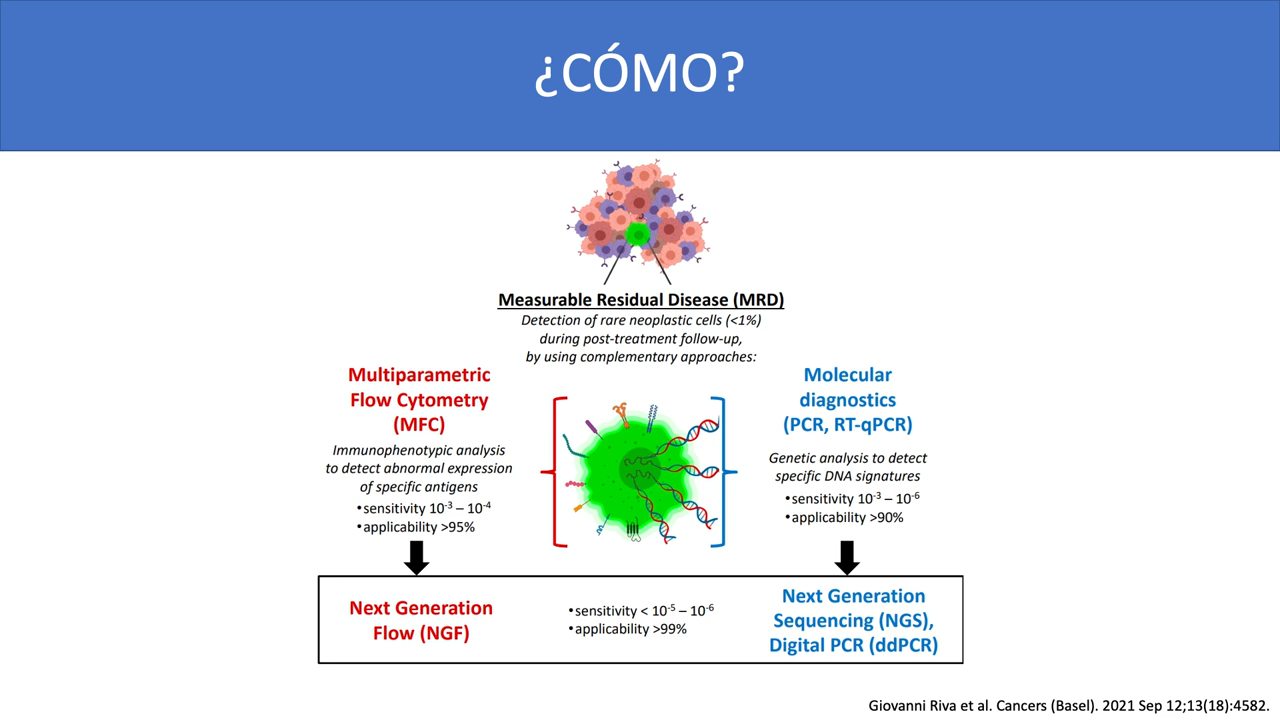 ¿CÓMO?
Measurable Residual Disease (MRD)
Detection of rare neoplastic cells (<1%)
during post-treatment follow-up,
by using complementary approaches:
Multiparametric
Flow Cytometry
(MFC)
Immunophenotypic analysis
to detect abnormal expression
of specific antigens
•sensitivity 10⁻³ – 10⁻⁴
•applicability >95%
Molecular
diagnostics
(PCR, RT-qPCR)
Genetic analysis to detect
specific DNA signatures
•sensitivity 10⁻³ – 10⁻⁶
•applicability >90%
Next Generation
Flow (NGF)
•sensitivity < 10⁻⁵ – 10⁻⁶
•applicability >99%
Next Generation
Sequencing (NGS),
Digital PCR (ddPCR)
Giovanni Riva et al. Cancers (Basel). 2021 Sep 12;13(18):4582.